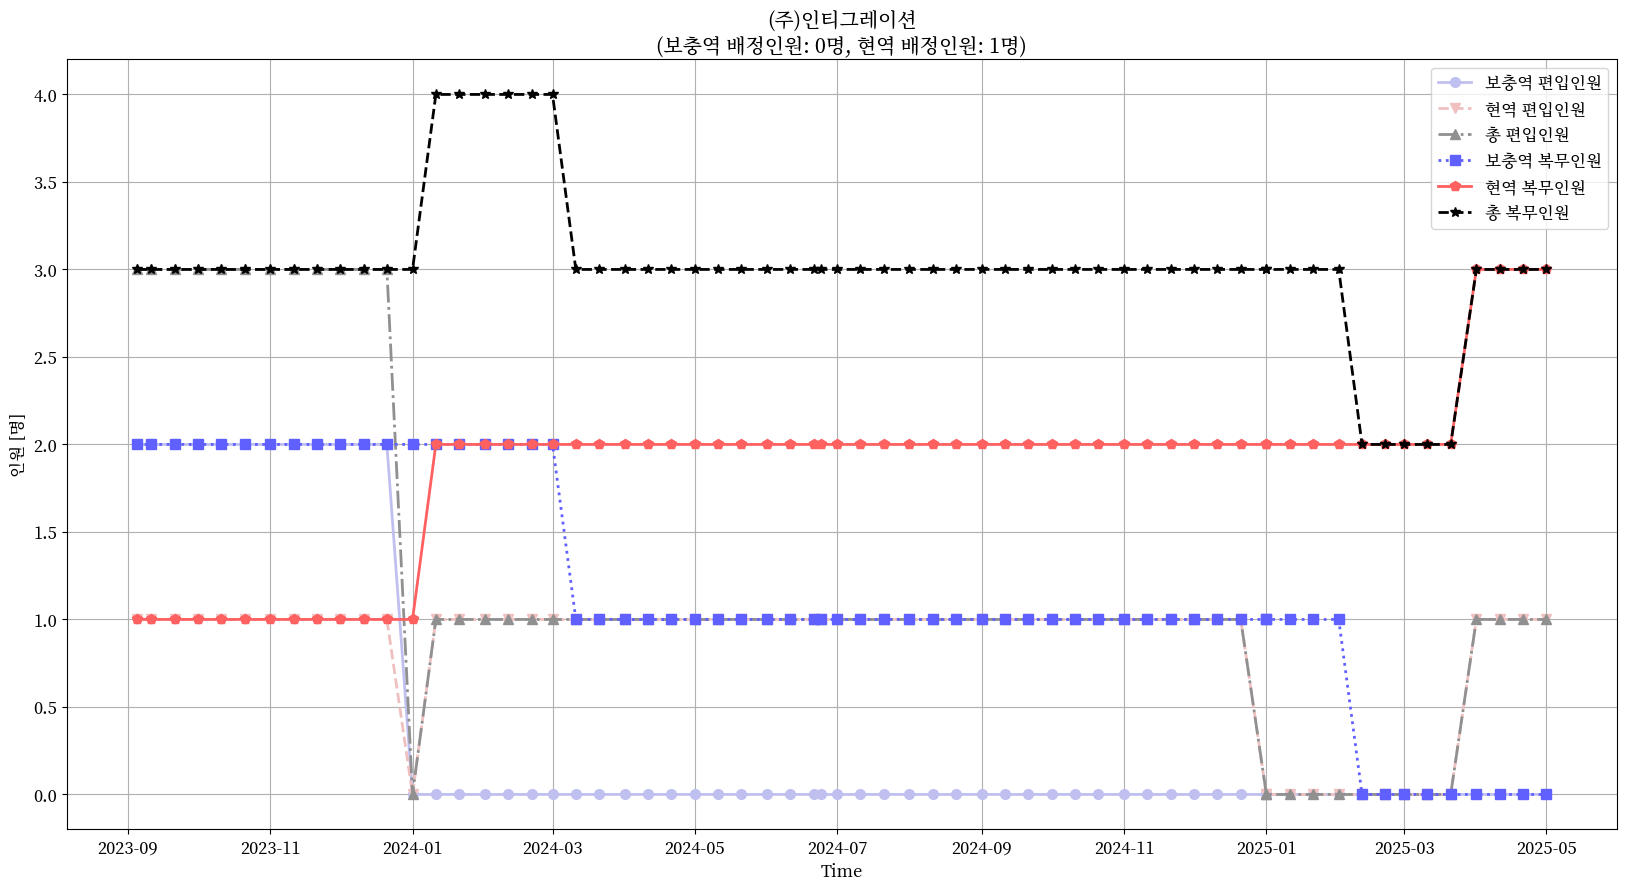 (주)인티그레이션
(보충역 배정인원: 0명, 현역 배정인원: 1명)
보충역 편입인원
현역 편입인원
총 편입인원
보충역 복무인원
현역 복무인원
총 복무인원
인원 [명]
4.0
3.5
3.0
2.5
2.0
1.5
1.0
0.5
0.0
2023-09 2023-11 2024-01 2024-03 2024-05 2024-07 2024-09 2024-11 2025-01 2025-03 2025-05
Time